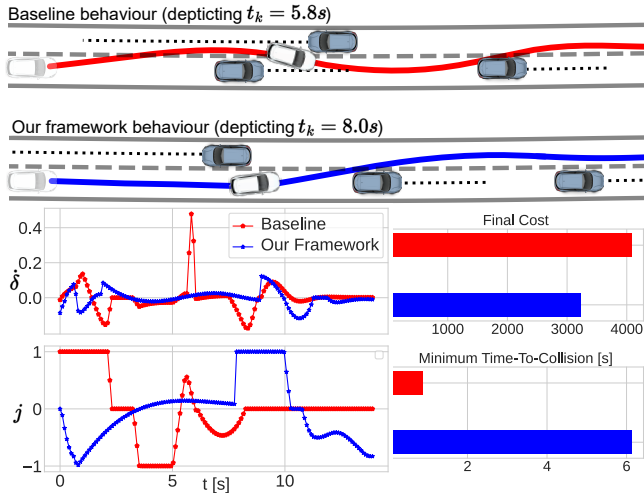 Baseline behaviour (depicting t_k = 5.8s)
Our framework behaviour (depicting t_k = 8.0s)
Baseline
Our Framework
0.4
0.2
0.0
δ̇
Final Cost
1000 2000 3000 4000
1
0
−1
j
0 5 10
t [s]
Minimum Time-To-Collision [s]
2 4 6